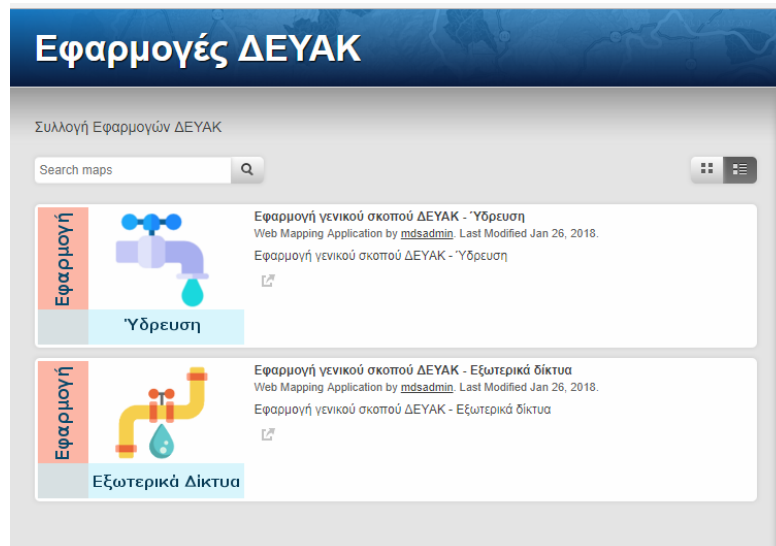 Εφαρμογές ΔΕΥΑΚ
Συλλογή Εφαρμογών ΔΕΥΑΚ
Search maps
Εφαρμογή
Ύδρευση
Εφαρμογή γενικού σκοπού ΔΕΥΑΚ - Ύδρευση
Web Mapping Application by mdsadmin. Last Modified Jan 26, 2018.
Εφαρμογή γενικού σκοπού ΔΕΥΑΚ - Ύδρευση
Εφαρμογή
Εξωτερικά Δίκτυα
Εφαρμογή γενικού σκοπού ΔΕΥΑΚ - Εξωτερικά δίκτυα
Web Mapping Application by mdsadmin. Last Modified Jan 26, 2018.
Εφαρμογή γενικού σκοπού ΔΕΥΑΚ - Εξωτερικά δίκτυα